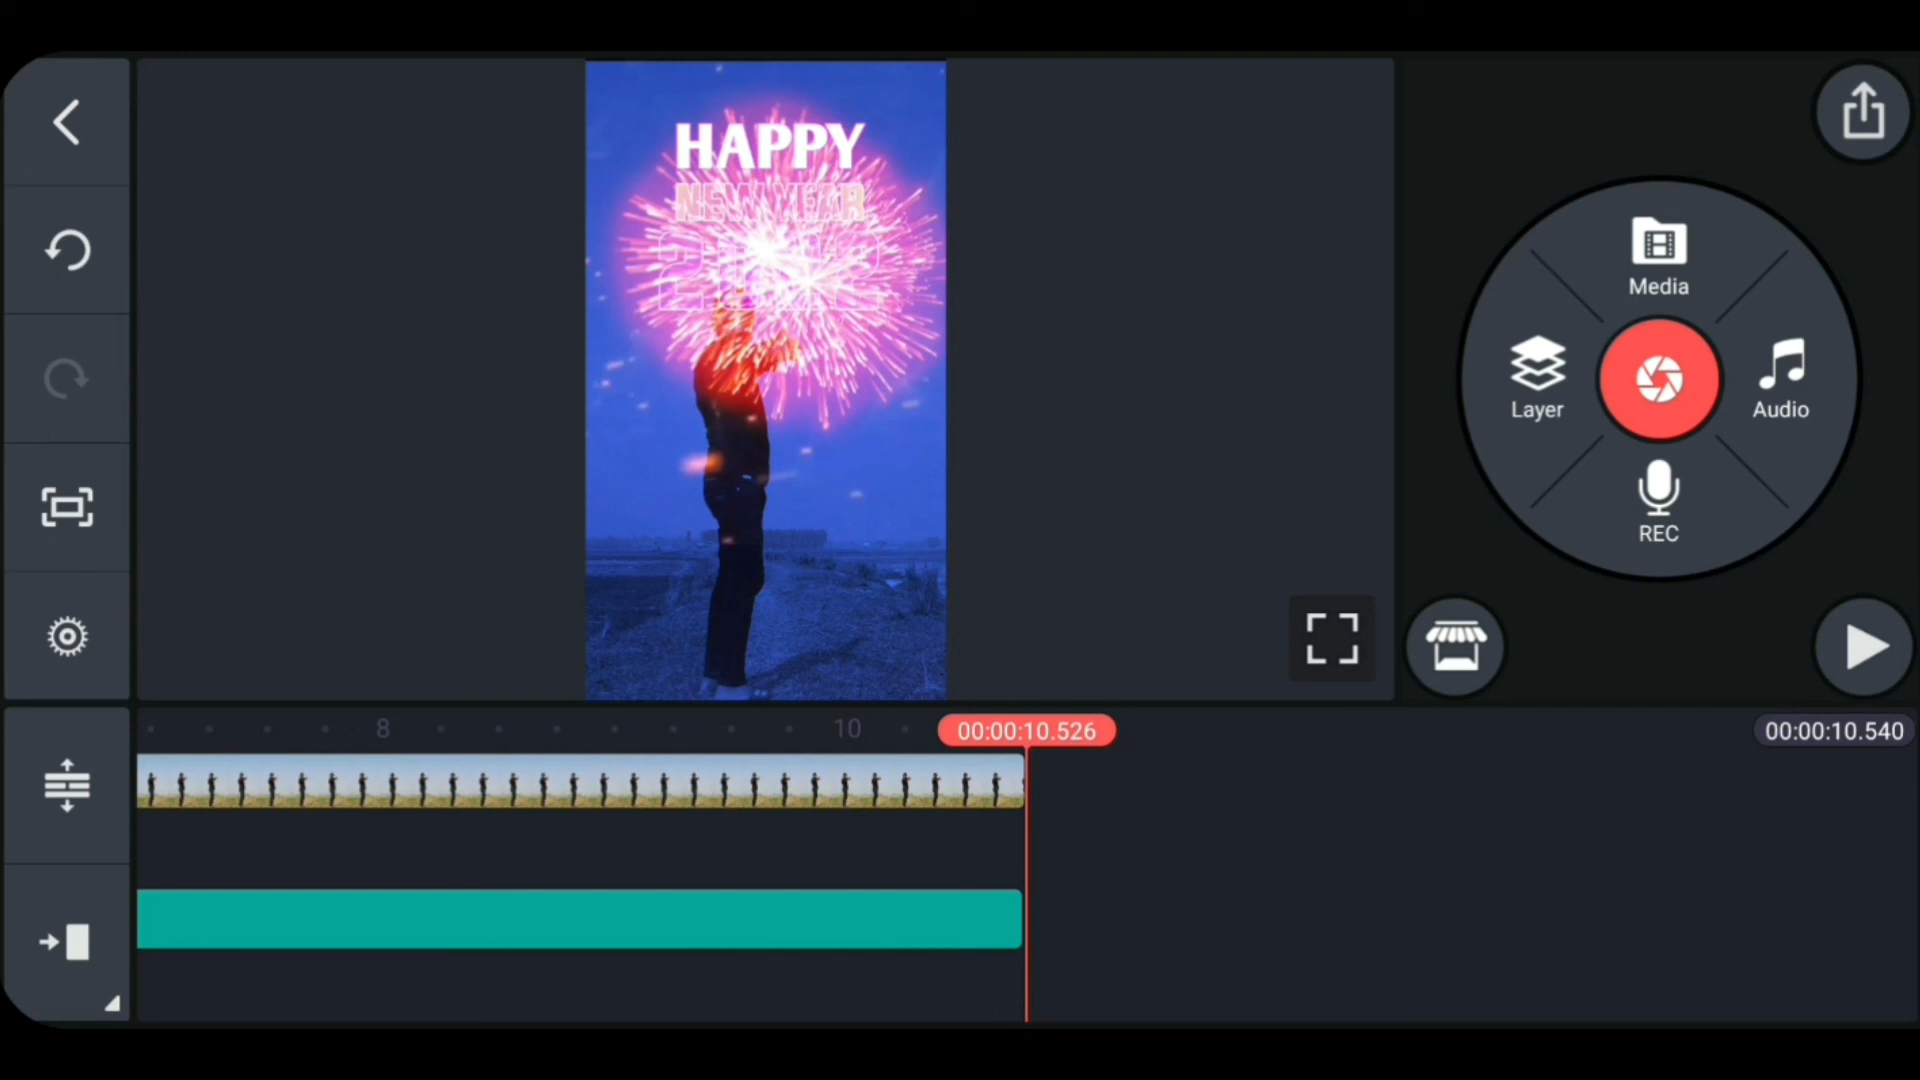 HAPPY
NEW YEAR
Media
Layer
Audio
REC
8
10
00:00:10.526
00:00:10.540